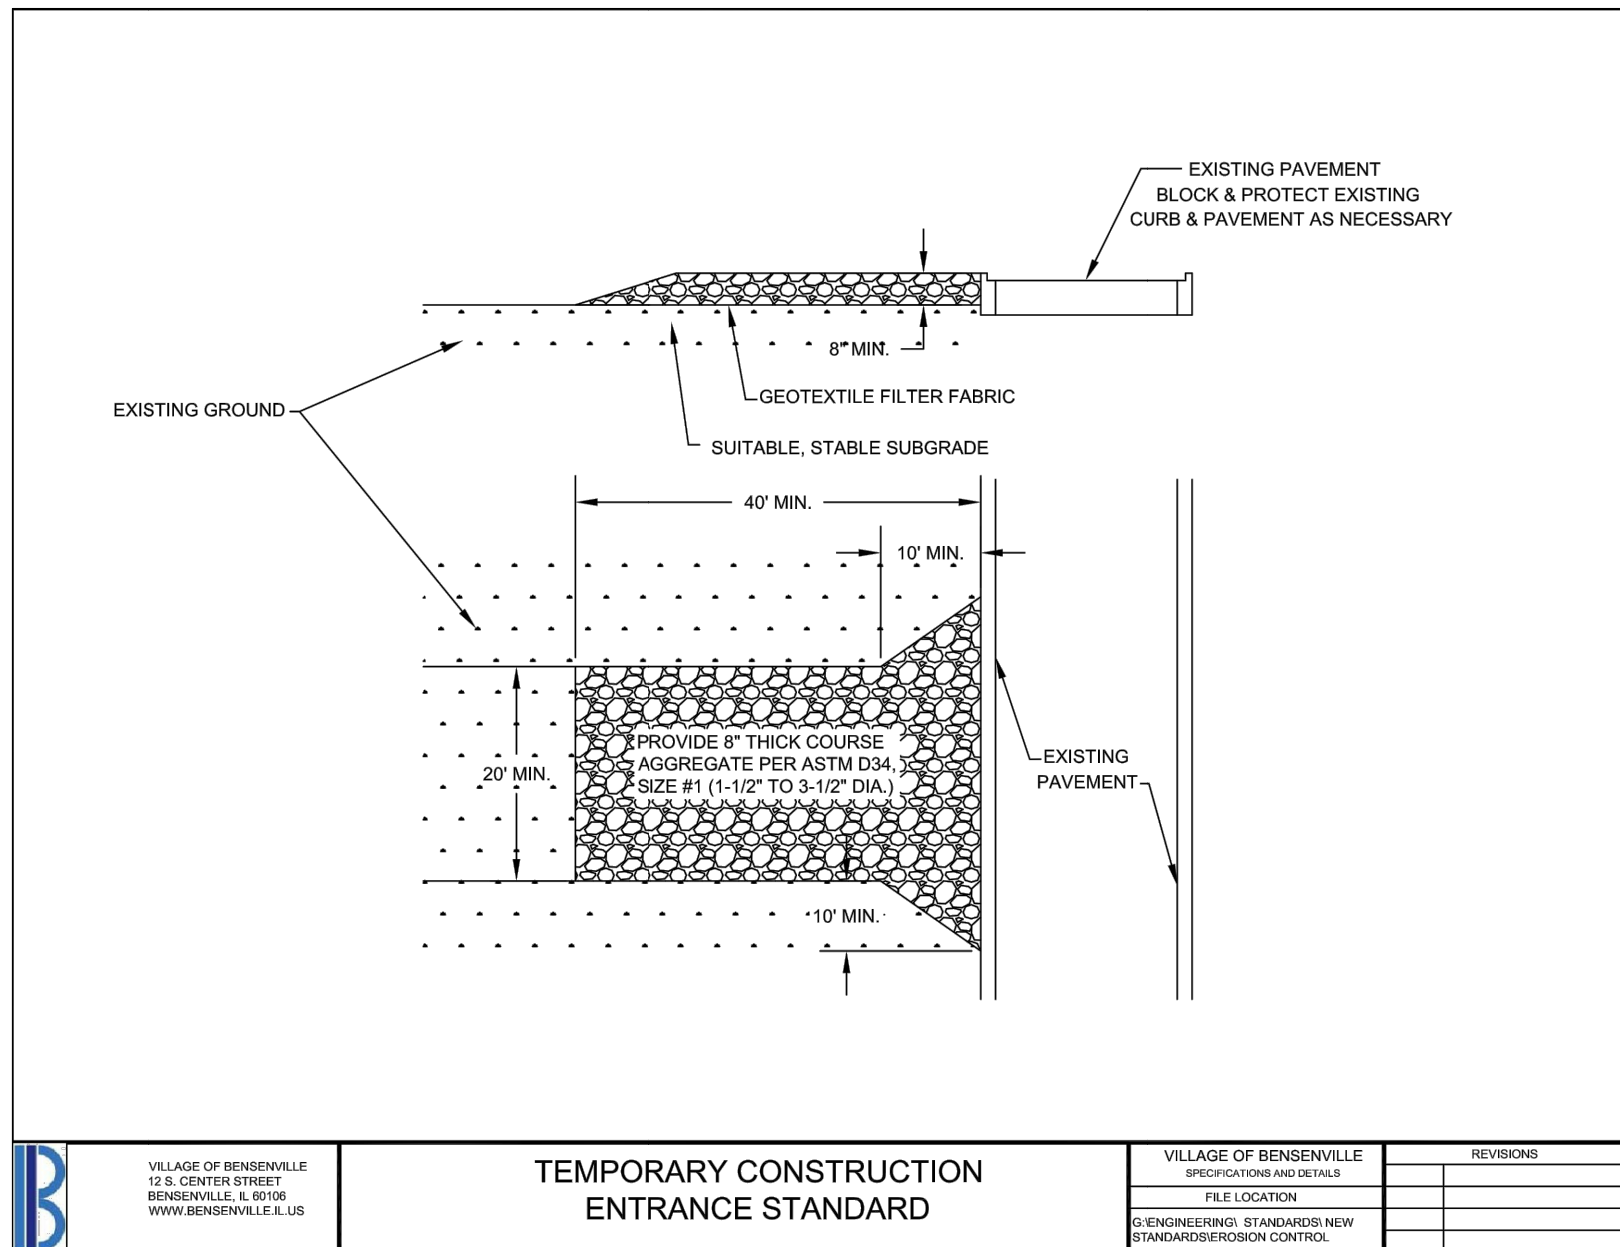 EXISTING PAVEMENT
BLOCK & PROTECT EXISTING
CURB & PAVEMENT AS NECESSARY
8" MIN.
GEOTEXTILE FILTER FABRIC
EXISTING GROUND
SUITABLE, STABLE SUBGRADE
40' MIN.
10' MIN.
PROVIDE 8" THICK COURSE
AGGREGATE PER ASTM D34,
SIZE #1 (1-1/2" TO 3-1/2" DIA.)
20' MIN.
EXISTING
PAVEMENT
10' MIN.
VILLAGE OF BENSENVILLE
12 S. CENTER STREET
BENSENVILLE, IL 60106
WWW.BENSENVILLE.IL.US
TEMPORARY CONSTRUCTION
ENTRANCE STANDARD
VILLAGE OF BENSENVILLE
SPECIFICATIONS AND DETAILS
FILE LOCATION
G:\ENGINEERING\ STANDARDS\ NEW
STANDARDS\EROSION CONTROL
REVISIONS